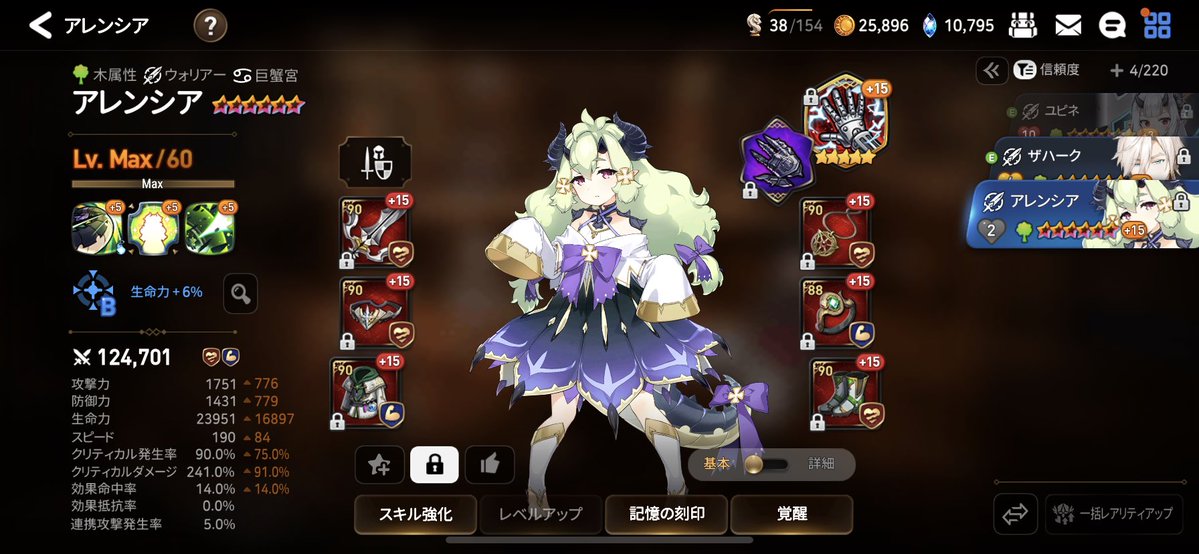 アレンシア
?
38/154
25,896
10,795
木属性 ウォリアー 巨蟹宮
アレンシア
Lv. Max/60
Max
+5
+5
+5
B
生命力+6%
124,701
攻撃力 1751 776
防御力 1431 779
生命力 23951 16897
スピード 190 84
クリティカル発生率 90.0% 75.0%
クリティカルダメージ 241.0% 91.0%
効果命中率 14.0% 14.0%
効果抵抗率 0.0%
連携攻撃発生率 5.0%
90 +15
90 +15
90 +15
+15
90 +15
88 +15
90 +15
基本 詳細
スキル強化
レベルアップ
記憶の刻印
覚醒
信頼度
4/220
E ユピネ
10
E ザハーク
アレンシア
2
+15
一括レアリティアップ